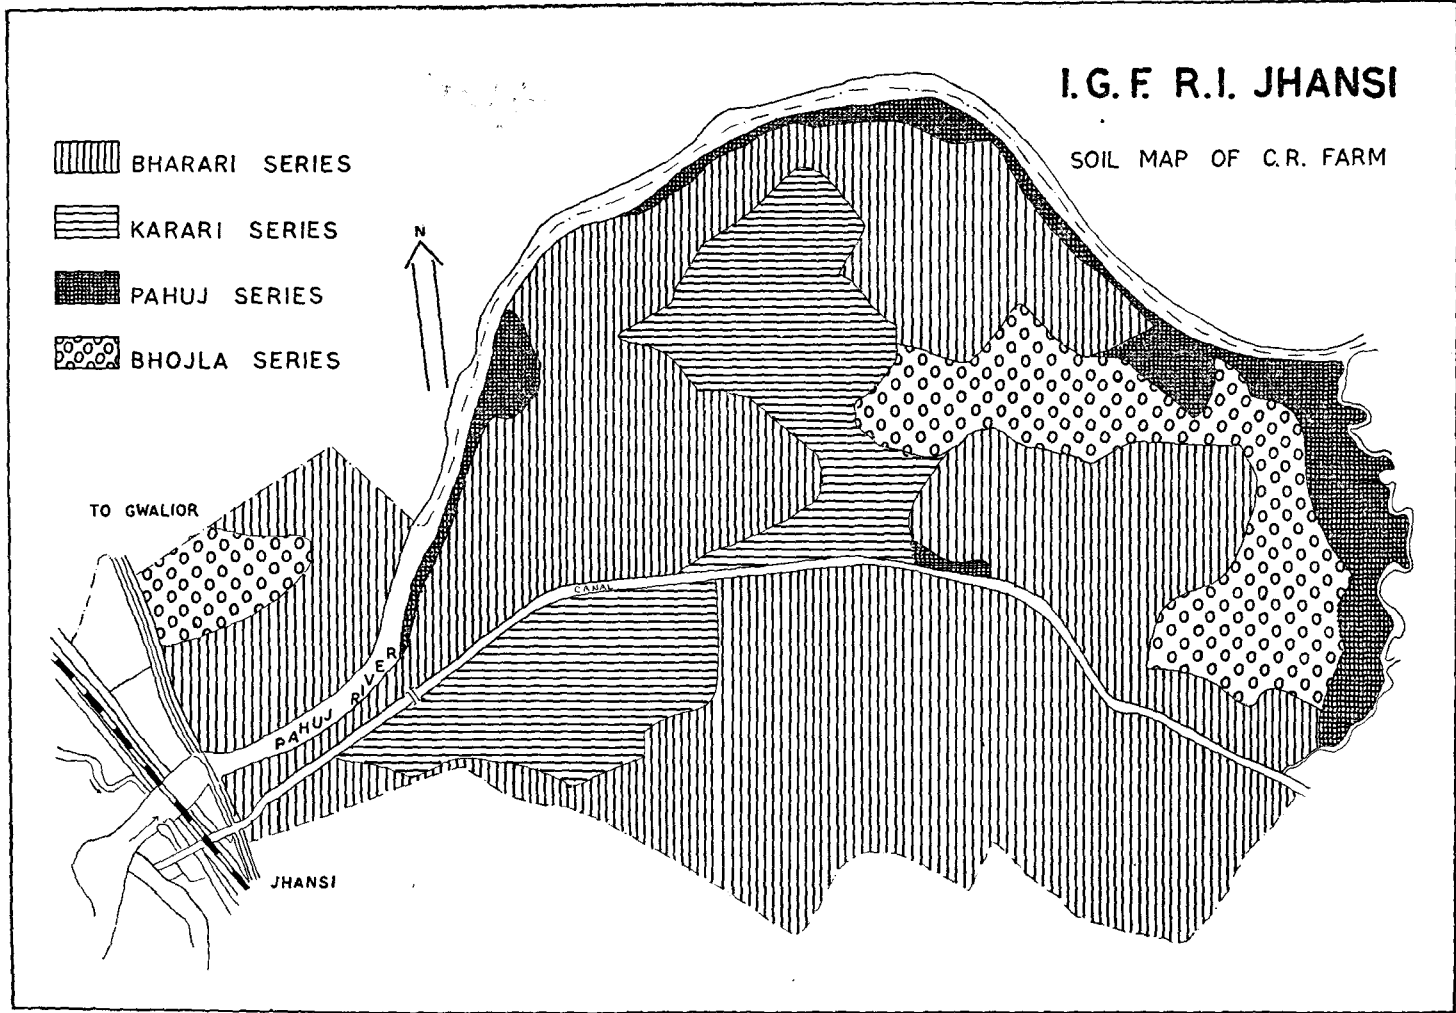 I.G.F. R.I. JHANSI
SOIL MAP OF C.R. FARM
BHARARI SERIES
KARARI SERIES
PAHUJ SERIES
BHOJLA SERIES
N
TO GWALIOR
CANAL
PAHUJ RIVER
JHANSI